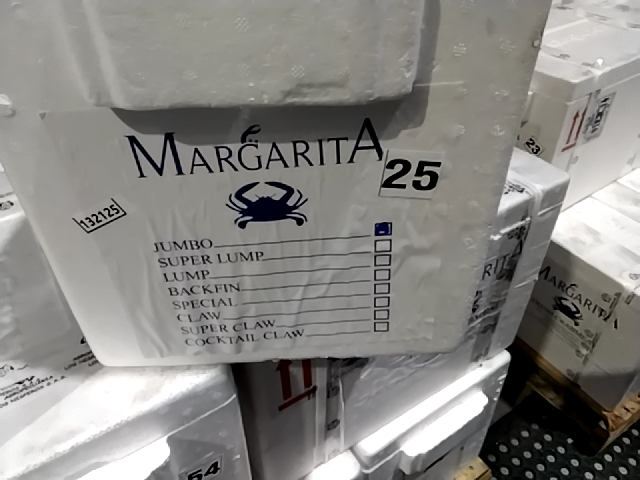 MARGARITA
25
132125
JUMBO
SUPER LUMP
LUMP
BACKFIN
SPECIAL
CLAW
SUPER CLAW
COCKTAIL CLAW
23
MARGARITA
54